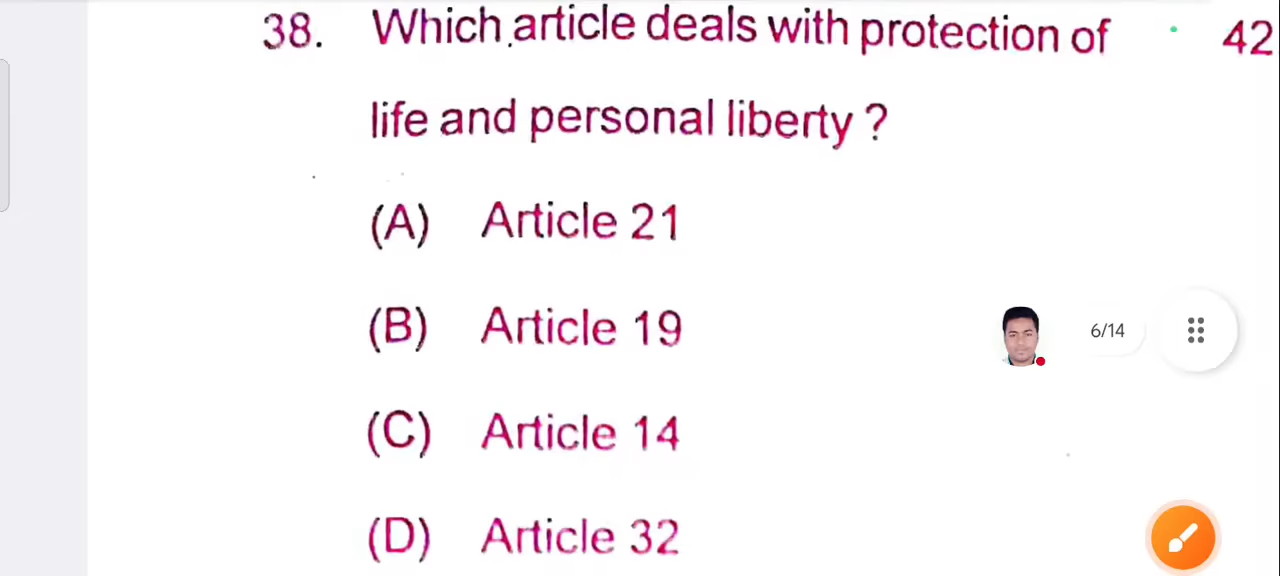 38. Which article deals with protection of 42
life and personal liberty ?
(A) Article 21
(B) Article 19
6/14
(C) Article 14
(D) Article 32